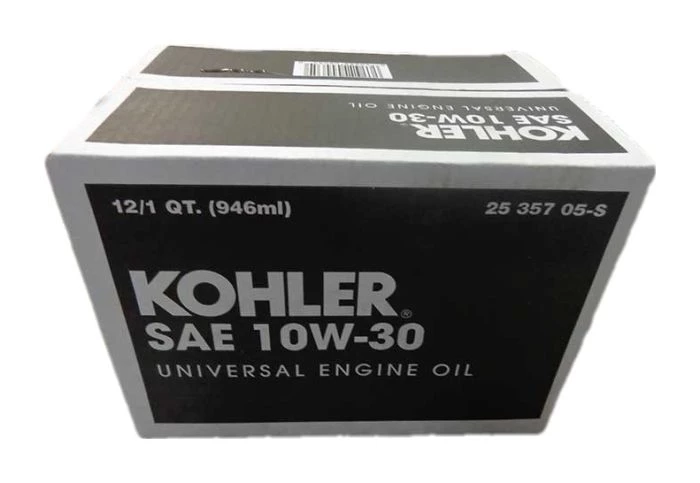 KOHLER®
SAE 10W-30
UNIVERSAL ENGINE OIL
12/1 QT. (946ml) 25 357 05-S
KOHLER®
SAE 10W-30
UNIVERSAL ENGINE OIL